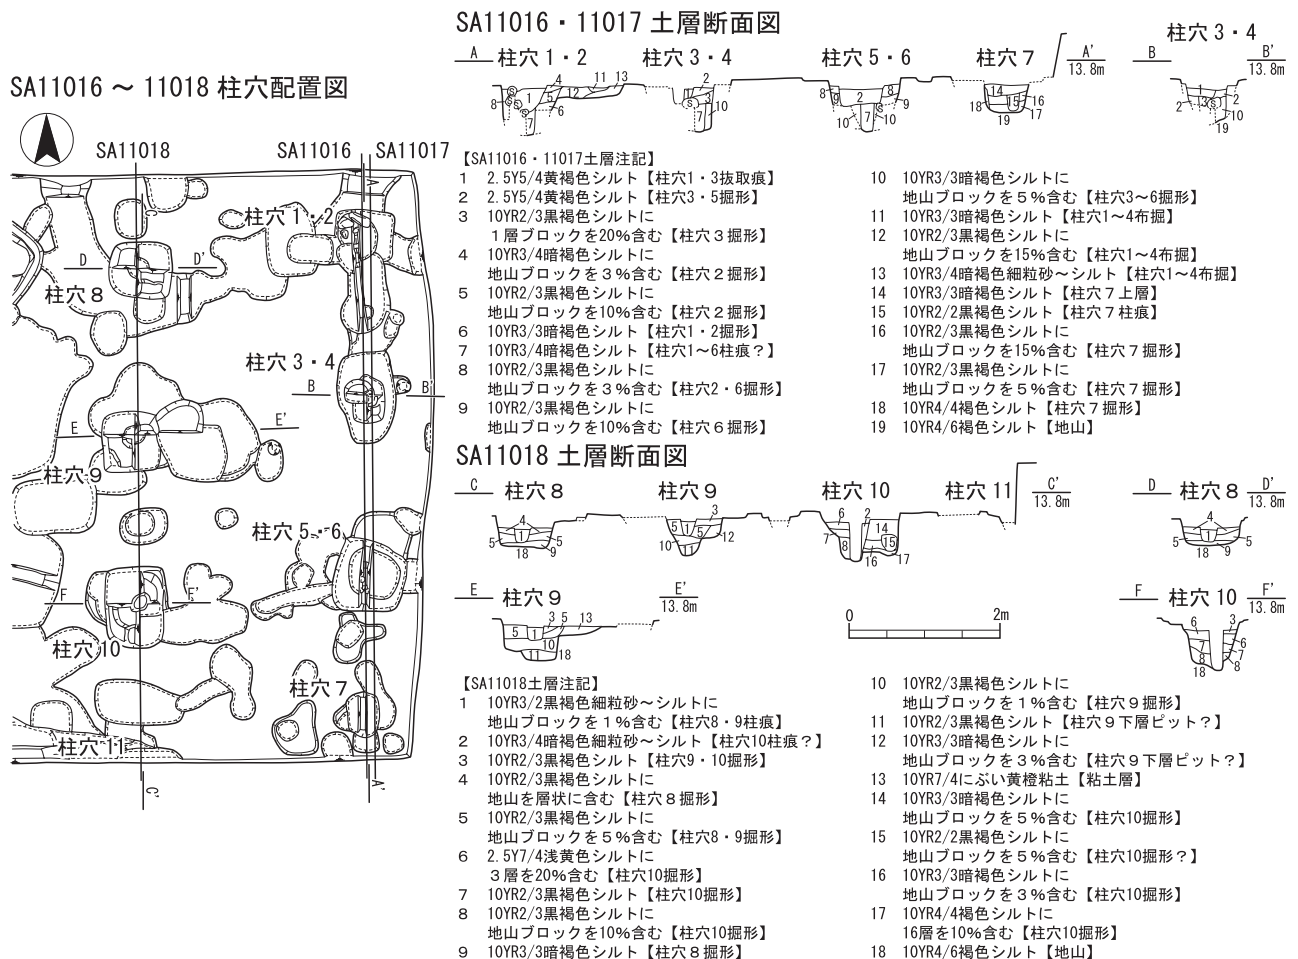 SA11016～11018 柱穴配置図
SA11018
SA11016
SA11017
A
柱穴 1・2
C
D
D'
柱穴 8
柱穴 3・4
B
B'
E
E'
柱穴 9
柱穴 5・6
F
F'
柱穴 10
柱穴 7
柱穴 11
C'
A'
SA11016・11017 土層断面図
A 柱穴 1・2 柱穴 3・4 柱穴 5・6 柱穴 7 A'
13.8m
B 柱穴 3・4 B'
13.8m
【SA11016・11017土層注記】
1 2.5Y5/4黄褐色シルト【柱穴1・3抜取痕】
2 2.5Y5/4黄褐色シルト【柱穴3・5掘形】
3 10YR2/3黒褐色シルトに
１層ブロックを20%含む【柱穴３掘形】
4 10YR3/4暗褐色シルトに
地山ブロックを３%含む【柱穴２掘形】
5 10YR2/3黒褐色シルトに
地山ブロックを10%含む【柱穴２掘形】
6 10YR3/3暗褐色シルト【柱穴1・2掘形】
7 10YR3/4暗褐色シルト【柱穴1～6柱痕？】
8 10YR2/3黒褐色シルトに
地山ブロックを３%含む【柱穴2・6掘形】
9 10YR2/3黒褐色シルトに
地山ブロックを10%含む【柱穴６掘形】
10 10YR3/3暗褐色シルトに
地山ブロックを５%含む【柱穴3～6掘形】
11 10YR3/3暗褐色シルト【柱穴1～4布掘】
12 10YR2/3黒褐色シルトに
地山ブロックを15%含む【柱穴1～4布掘】
13 10YR3/4暗褐色細粒砂～シルト【柱穴1～4布掘】
14 10YR3/3暗褐色シルト【柱穴７上層】
15 10YR2/2黒褐色シルト【柱穴７柱痕】
16 10YR2/3黒褐色シルトに
地山ブロックを15%含む【柱穴７掘形】
17 10YR2/3黒褐色シルトに
地山ブロックを５%含む【柱穴７掘形】
18 10YR4/4褐色シルト【柱穴７掘形】
19 10YR4/6褐色シルト【地山】
SA11018 土層断面図
C 柱穴 8 柱穴 9 柱穴 10 柱穴 11 C'
13.8m
D 柱穴 8 D'
13.8m
E 柱穴 9 E'
13.8m
0 2m
F 柱穴 10 F'
13.8m
【SA11018土層注記】
1 10YR3/2黒褐色細粒砂～シルトに
地山ブロックを１%含む【柱穴8・9柱痕】
2 10YR3/4暗褐色細粒砂～シルト【柱穴10柱痕？】
3 10YR2/3黒褐色シルト【柱穴9・10掘形】
4 10YR2/3黒褐色シルトに
地山を層状に含む【柱穴８掘形】
5 10YR2/3黒褐色シルトに
地山ブロックを５%含む【柱穴8・9掘形】
6 2.5Y7/4浅黄色シルトに
３層を20%含む【柱穴10掘形】
7 10YR2/3黒褐色シルト【柱穴10掘形】
8 10YR2/3黒褐色シルトに
地山ブロックを10%含む【柱穴10掘形】
9 10YR3/3暗褐色シルト【柱穴８掘形】
10 10YR2/3黒褐色シルトに
地山ブロックを１%含む【柱穴９掘形】
11 10YR2/3黒褐色シルト【柱穴９下層ピット？】
12 10YR3/3暗褐色シルトに
地山ブロックを３%含む【柱穴９下層ピット？】
13 10YR7/4にぶい黄橙粘土【粘土層】
14 10YR3/3暗褐色シルトに
地山ブロックを５%含む【柱穴10掘形】
15 10YR2/2黒褐色シルトに
地山ブロックを５%含む【柱穴10掘形？】
16 10YR3/3暗褐色シルトに
地山ブロックを３%含む【柱穴10掘形】
17 10YR4/4褐色シルトに
16層を10%含む【柱穴10掘形】
18 10YR4/6褐色シルト【地山】